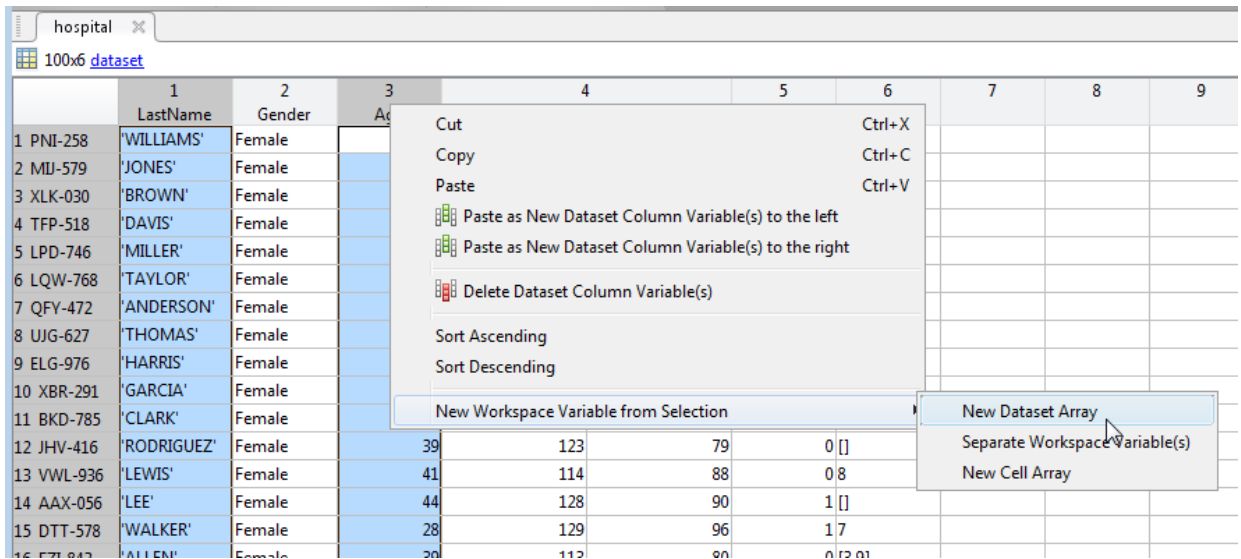 hospital
100x6 dataset
1 2 3 4 5 6 7 8 9
LastName Gender
1 PNI-258 'WILLIAMS' Female
2 MIJ-579 'JONES' Female
3 XLK-030 'BROWN' Female
4 TFP-518 'DAVIS' Female
5 LPD-746 'MILLER' Female
6 LQW-768 'TAYLOR' Female
7 QFY-472 'ANDERSON' Female
8 UJG-627 'THOMAS' Female
9 ELG-976 'HARRIS' Female
10 XBR-291 'GARCIA' Female
11 BKD-785 'CLARK' Female
12 JHV-416 'RODRIGUEZ' Female 39 123 79 0 []
13 VWL-936 'LEWIS' Female 41 114 88 0 8
14 AAX-056 'LEE' Female 44 128 90 1 []
15 DTT-578 'WALKER' Female 28 129 96 1 7
Cut Ctrl+X
Copy Ctrl+C
Paste Ctrl+V
Paste as New Dataset Column Variable(s) to the left
Paste as New Dataset Column Variable(s) to the right
Delete Dataset Column Variable(s)
Sort Ascending
Sort Descending
New Workspace Variable from Selection
New Dataset Array
Separate Workspace Variable(s)
New Cell Array